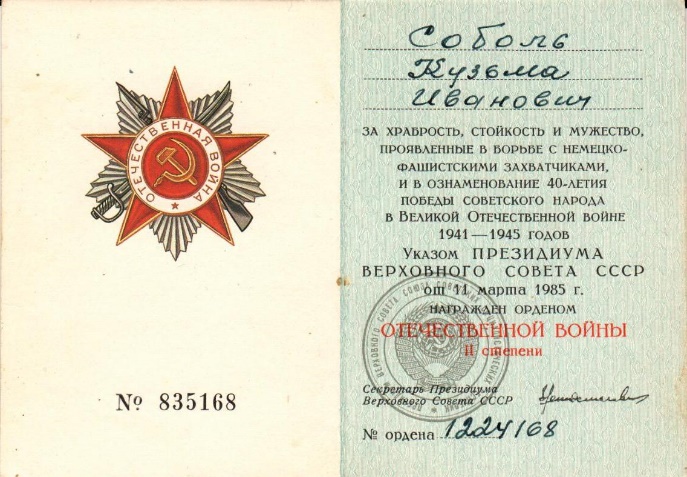 ОТЕЧЕСТВЕННАЯ ВОЙНА
№ 835168
Соболь
Кузьма
Иванович
ЗА ХРАБРОСТЬ, СТОЙКОСТЬ И МУЖЕСТВО,
ПРОЯВЛЕННЫЕ В БОРЬБЕ С НЕМЕЦКО-
ФАШИСТСКИМИ ЗАХВАТЧИКАМИ,
И В ОЗНАМЕНОВАНИЕ 40-ЛЕТИЯ
ПОБЕДЫ СОВЕТСКОГО НАРОДА
В ВЕЛИКОЙ ОТЕЧЕСТВЕННОЙ ВОЙНЕ
1941—1945 ГОДОВ
УКАЗОМ ПРЕЗИДИУМА
ВЕРХОВНОГО СОВЕТА СССР
от 11 марта 1985 г.
НАГРАЖДЕН ОРДЕНОМ
ОТЕЧЕСТВЕННОЙ ВОЙНЫ
II степени
Секретарь Президиума
Верховного Совета СССР
№ ордена 1224168